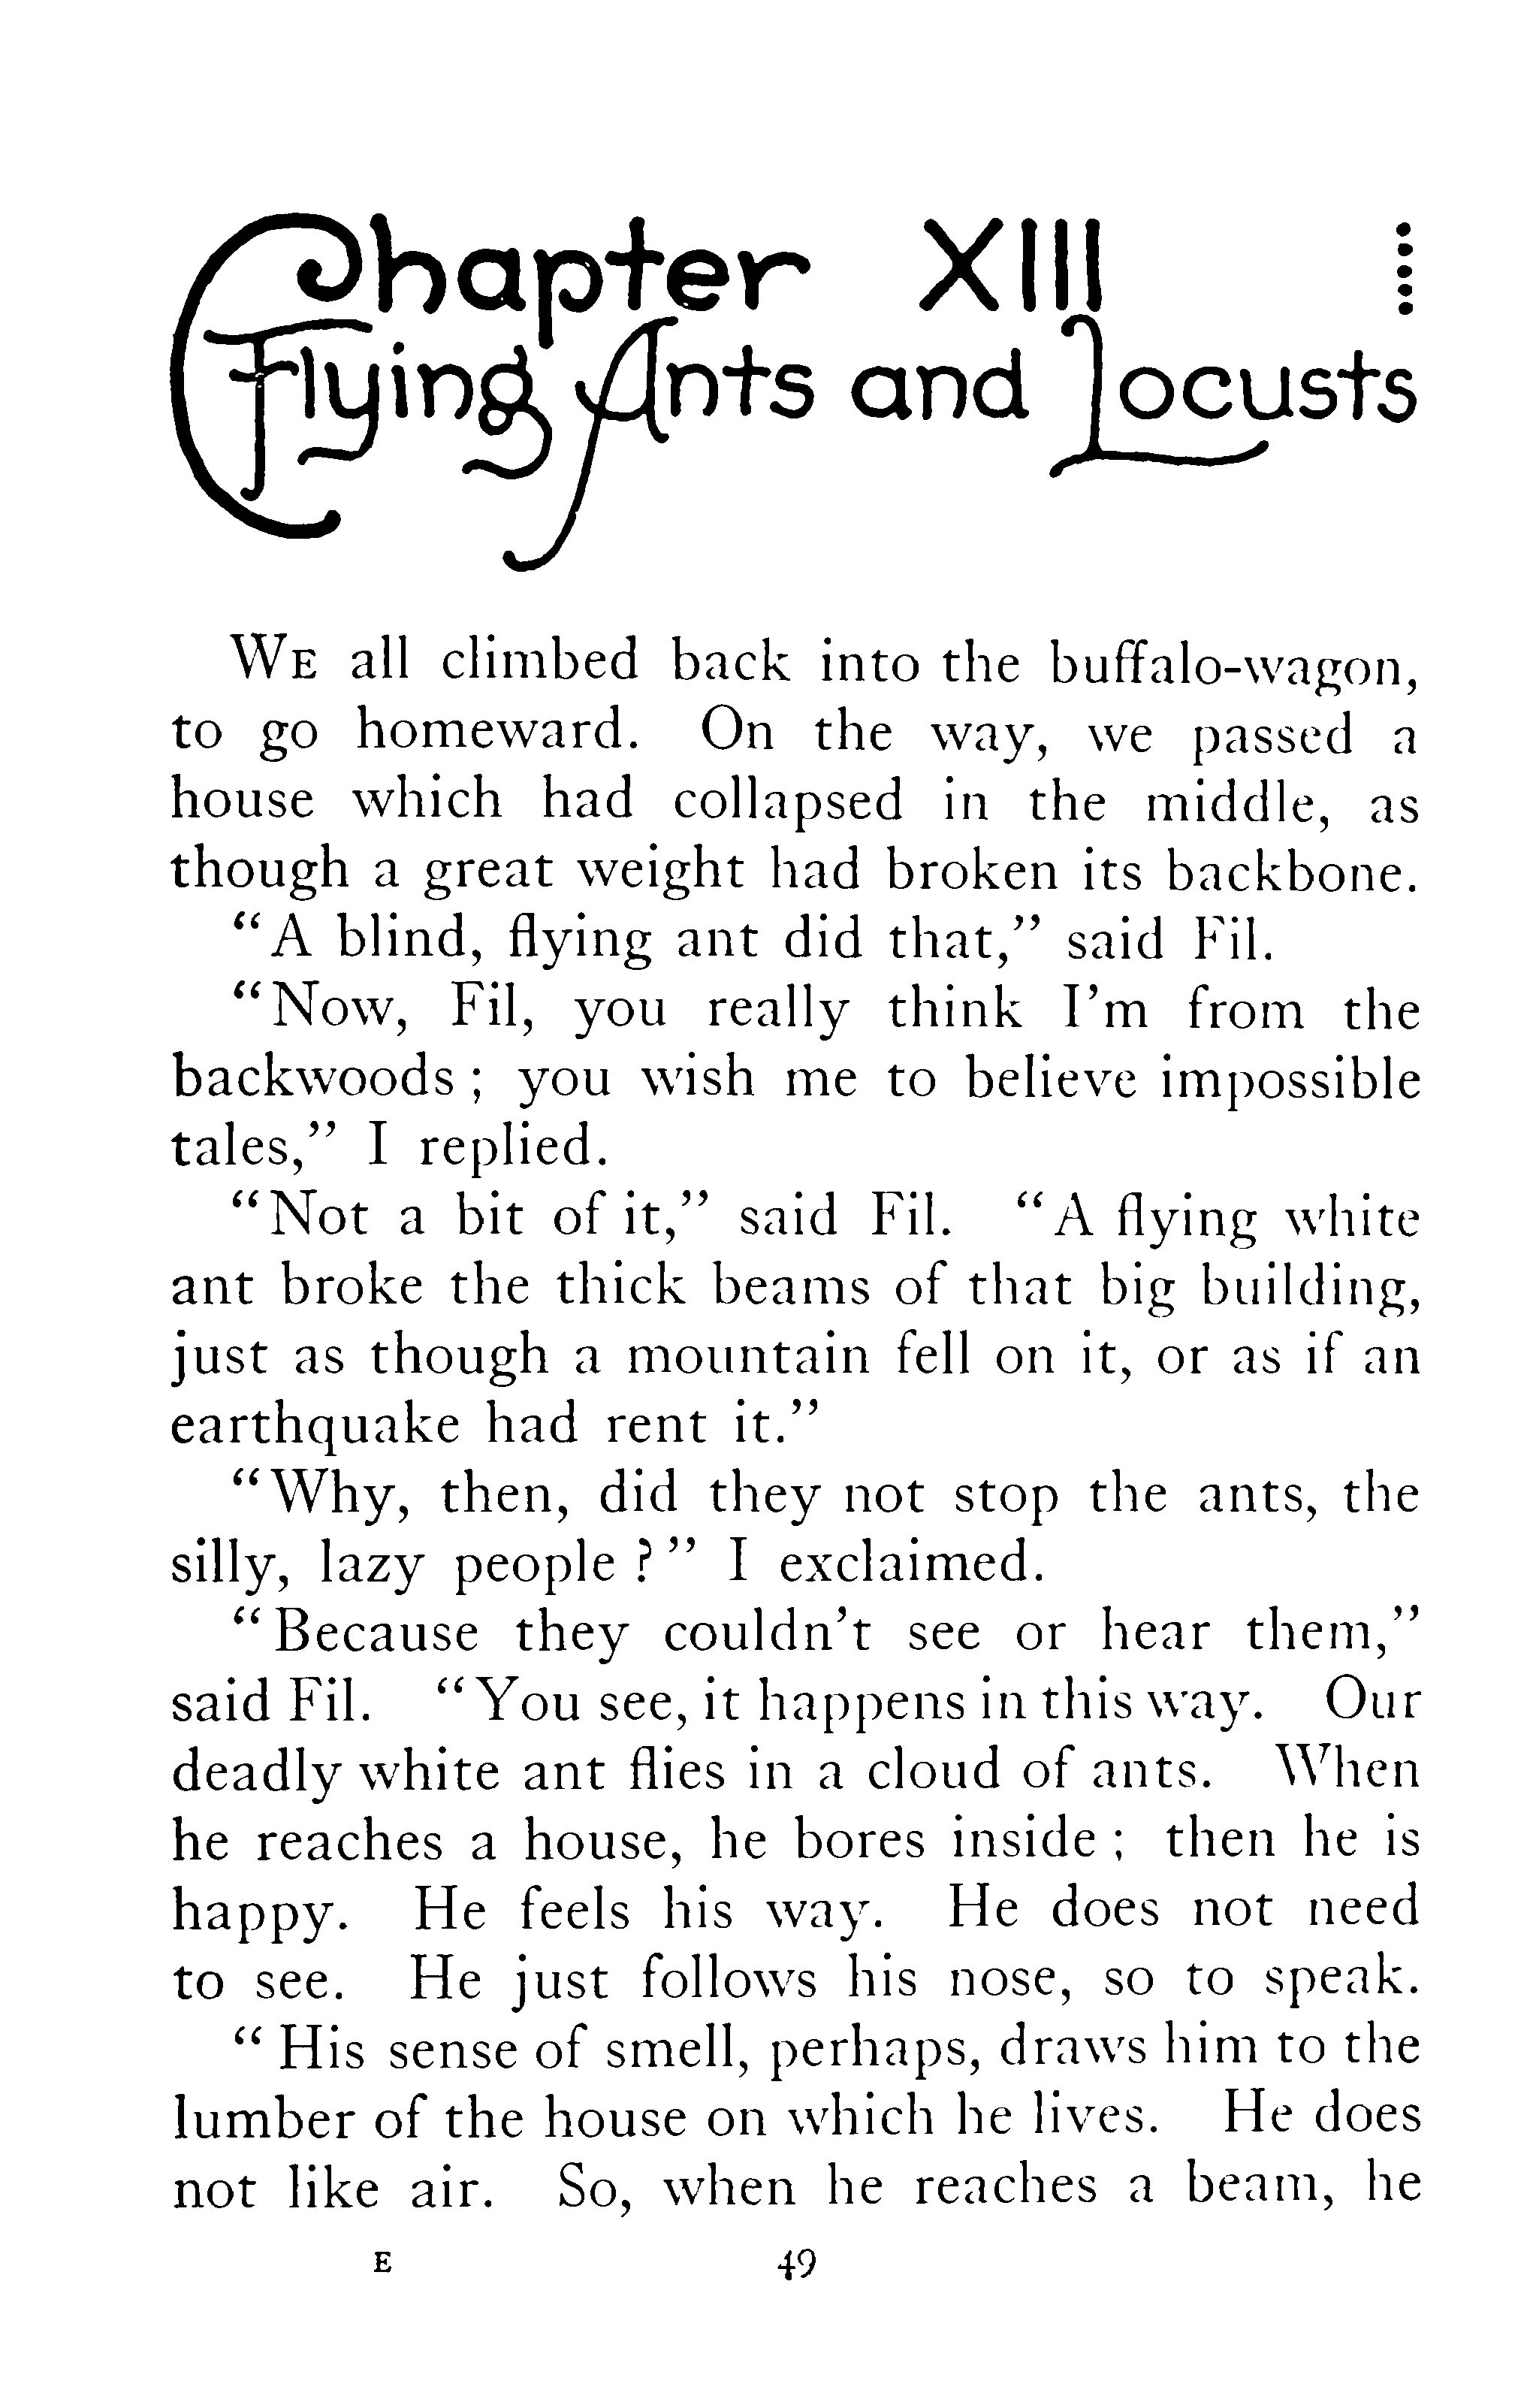 Chapter XIII
Flying Ants and Locusts
WE all climbed back into the buffalo-wagon,
to go homeward. On the way, we passed a
house which had collapsed in the middle, as
though a great weight had broken its backbone.
“A blind, flying ant did that,” said Fil.
“Now, Fil, you really think I’m from the
backwoods ; you wish me to believe impossible
tales,” I replied.
“Not a bit of it,” said Fil. “A flying white
ant broke the thick beams of that big building,
just as though a mountain fell on it, or as if an
earthquake had rent it.”
“Why, then, did they not stop the ants, the
silly, lazy people ?” I exclaimed.
“Because they couldn’t see or hear them,”
said Fil. “You see, it happens in this way. Our
deadly white ant flies in a cloud of ants. When
he reaches a house, he bores inside ; then he is
happy. He feels his way. He does not need
to see. He just follows his nose, so to speak.
“His sense of smell, perhaps, draws him to the
lumber of the house on which he lives. He does
not like air. So, when he reaches a beam, he
E 49